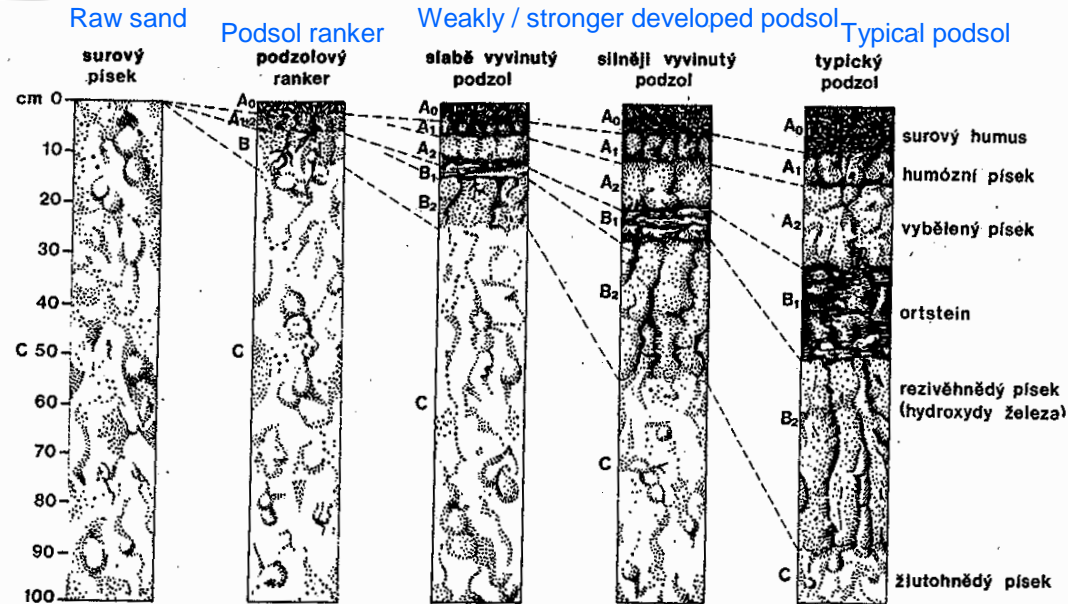 Raw sand
Podsol ranker
Weakly / stronger developed podsol
Typical podsol
surový
písek
podzolový
ranker
slabě vyvinutý
podzol
silněji vyvinutý
podzol
typický
podzol
cm 0
10
20
30
40
C 50
60
70
80
90
100
A₀
A₁
B
C
A₀
A₁
A₂
B₁
B₂
C
A₀
A₁
A₂
B₁
B₂
C
A₀
A₁
A₂
B₁
B₂
C
surový humus
humózní písek
vybělený písek
ortstein
rezivěhnědý písek
(hydroxydy železa)
žlutohnědý písek